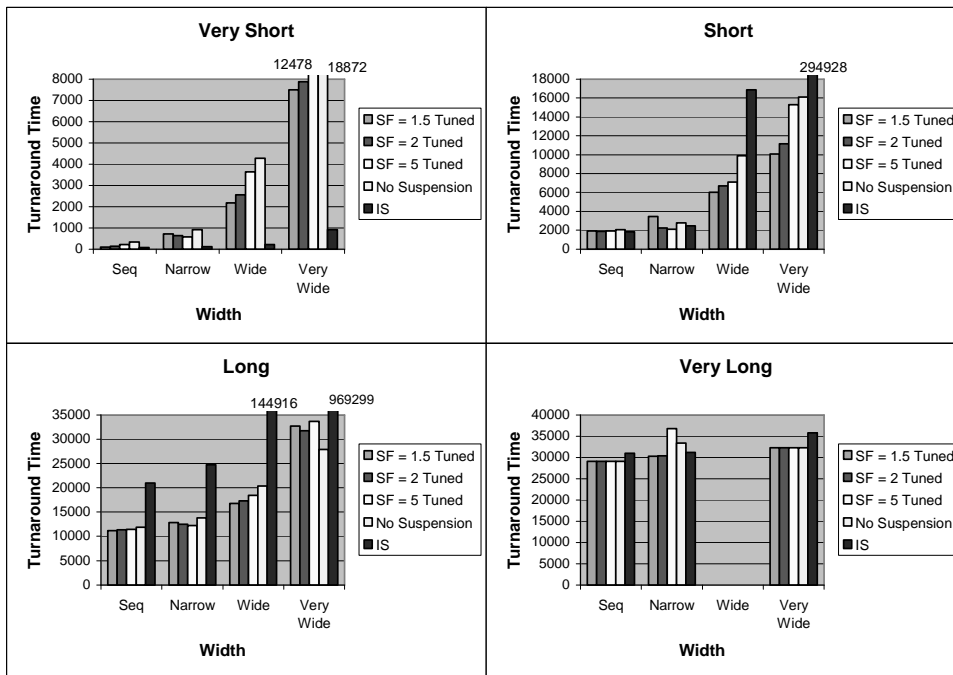 Very Short
12478
18872
Turnaround Time
8000
7000
6000
5000
4000
3000
2000
1000
0
Seq
Narrow
Wide
Very
Wide
Width
SF = 1.5 Tuned
SF = 2 Tuned
SF = 5 Tuned
No Suspension
IS
Short
294928
Turnaround Time
18000
16000
14000
12000
10000
8000
6000
4000
2000
0
Seq
Narrow
Wide
Very
Wide
Width
SF = 1.5 Tuned
SF = 2 Tuned
SF = 5 Tuned
No Suspension
IS
Long
144916
969299
Turnaround Time
35000
30000
25000
20000
15000
10000
5000
0
Seq
Narrow
Wide
Very
Wide
Width
SF = 1.5 Tuned
SF = 2 Tuned
SF = 5 Tuned
No Suspension
IS
Very Long
Turnaround Time
40000
35000
30000
25000
20000
15000
10000
5000
0
Seq
Narrow
Wide
Very
Wide
Width
SF = 1.5 Tuned
SF = 2 Tuned
SF = 5 Tuned
No Suspension
IS